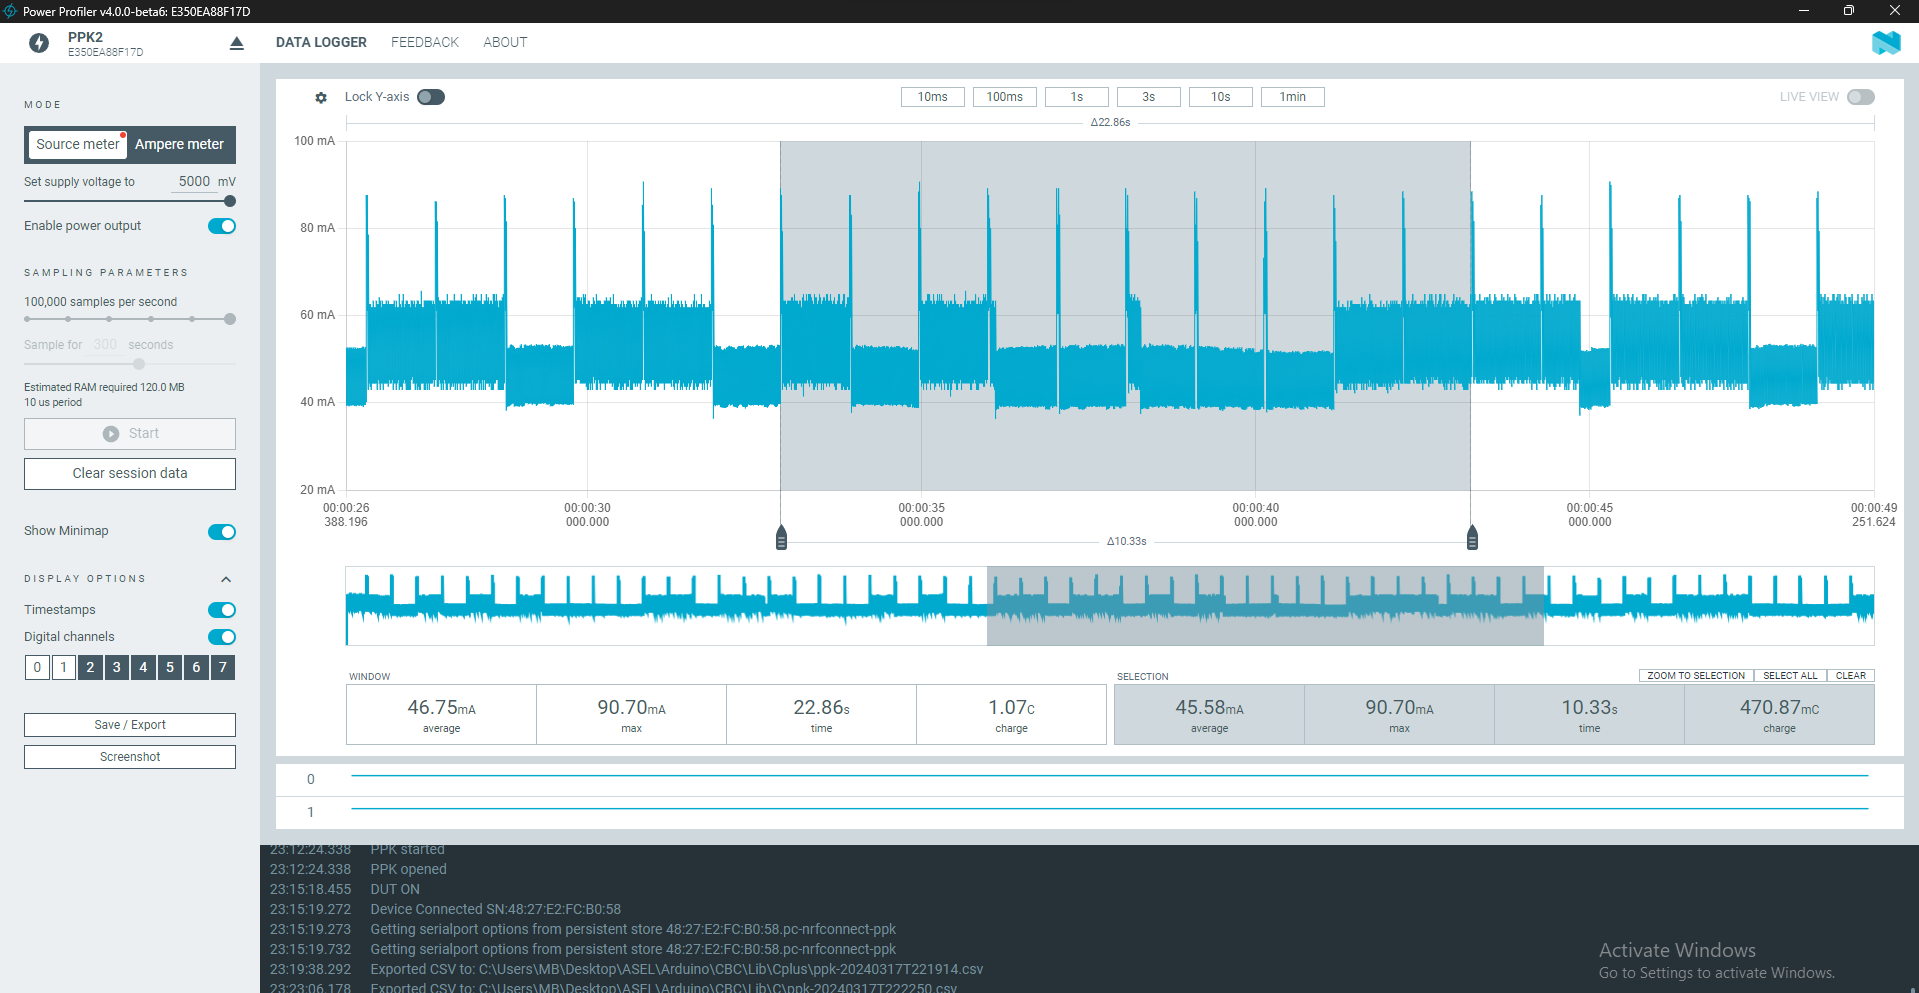 Power Profiler v4.0.0-beta6: E350EA88F17D
PPK2
E350EA88F17D
DATA LOGGER FEEDBACK ABOUT
MODE
Source meter Ampere meter
Set supply voltage to 5000 mV
Enable power output
SAMPLING PARAMETERS
100,000 samples per second
Sample for 300 seconds
Estimated RAM required 120.0 MB
10 us period
Start
Clear session data
Show Minimap
DISPLAY OPTIONS
Timestamps
Digital channels
0 1 2 3 4 5 6 7
Save / Export
Screenshot
Lock Y-axis 10ms 100ms 1s 3s 10s 1min LIVE VIEW
Δ22.86s
100 mA
80 mA
60 mA
40 mA
20 mA
00:00:26 00:00:30 00:00:35 00:00:40 00:00:45 00:00:49
388.196 000.000 000.000 000.000 000.000 251.624
Δ10.33s
WINDOW
46.75mA 90.70mA 22.86s 1.07C
average max time charge
SELECTION ZOOM TO SELECTION SELECT ALL CLEAR
45.58mA 90.70mA 10.33s 470.87mC
average max time charge
0
1
23:12:24.338 PPK started
23:12:24.338 PPK opened
23:15:18.455 DUT ON
23:15:19.272 Device Connected SN:48:27:E2:FC:B0:58
23:15:19.273 Getting serialport options from persistent store 48:27:E2:FC:B0:58.pc-nrfconnect-ppk
23:15:19.732 Getting serialport options from persistent store 48:27:E2:FC:B0:58.pc-nrfconnect-ppk
23:19:38.292 Exported CSV to: C:\Users\MB\Desktop\ASEL\Arduino\CBC\Lib\Cplus\ppk-20240317T221914.csv
23:23:06.178 Exported CSV to: C:\Users\MB\Desktop\ASEL\Arduino\CBC\Lib\C\ppk-20240317T222250.csv
Activate Windows
Go to Settings to activate Windows.